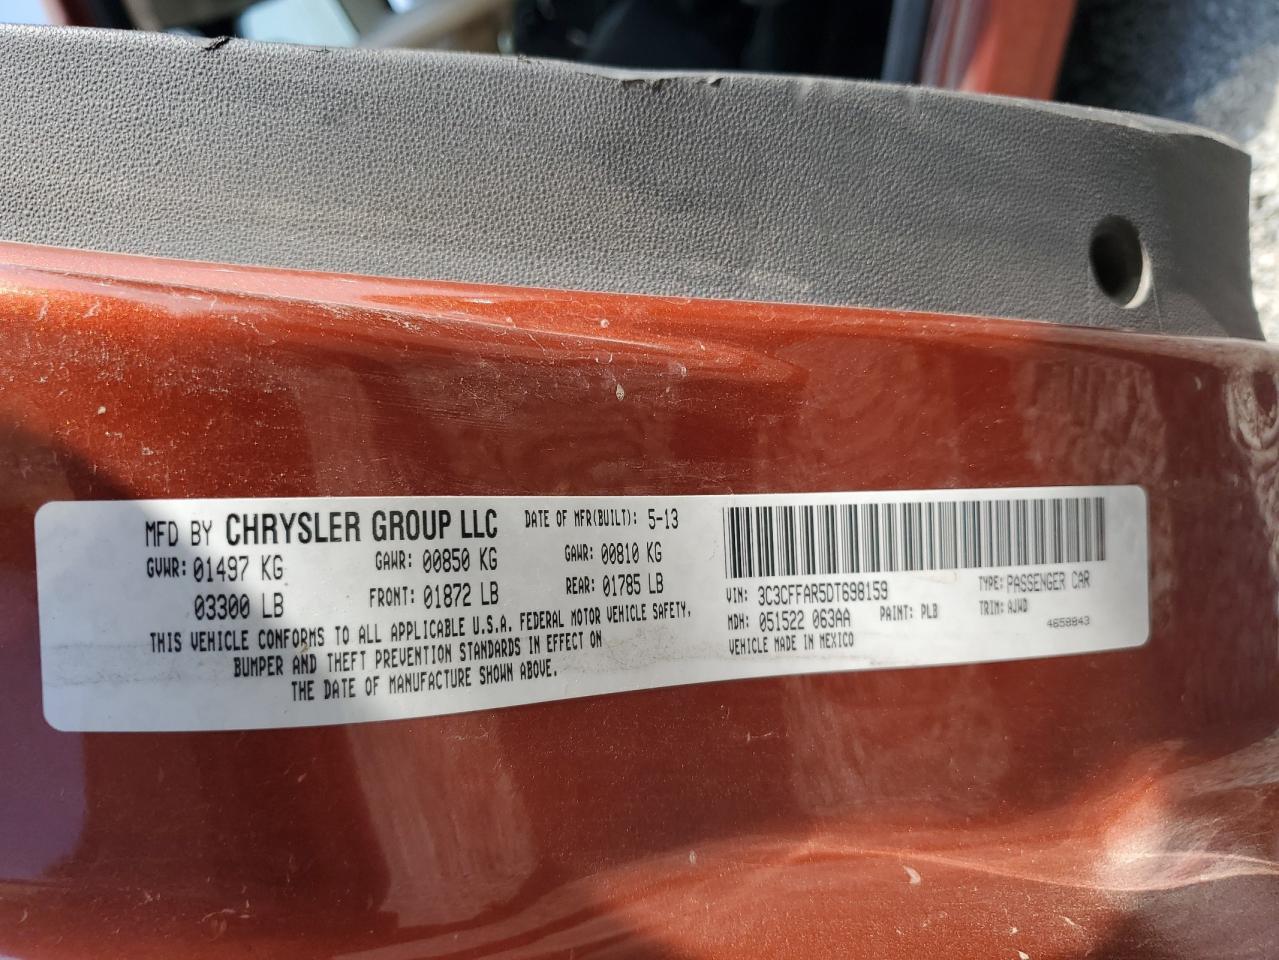 MFD BY CHRYSLER GROUP LLC DATE OF MFR(BUILT): 5-13
GVWR: 01497 KG GAWR: 00850 KG GAWR: 00810 KG
03300 LB FRONT: 01872 LB REAR: 01785 LB
THIS VEHICLE CONFORMS TO ALL APPLICABLE U.S.A. FEDERAL MOTOR VEHICLE SAFETY,
BUMPER AND THEFT PREVENTION STANDARDS IN EFFECT ON
THE DATE OF MANUFACTURE SHOWN ABOVE.
VIN: 3C3CFFAR5DT698159 TYPE: PASSENGER CAR
MDH: 051522 063AA PAINT: PLB TRIM: AJWD
VEHICLE MADE IN MEXICO 4658843